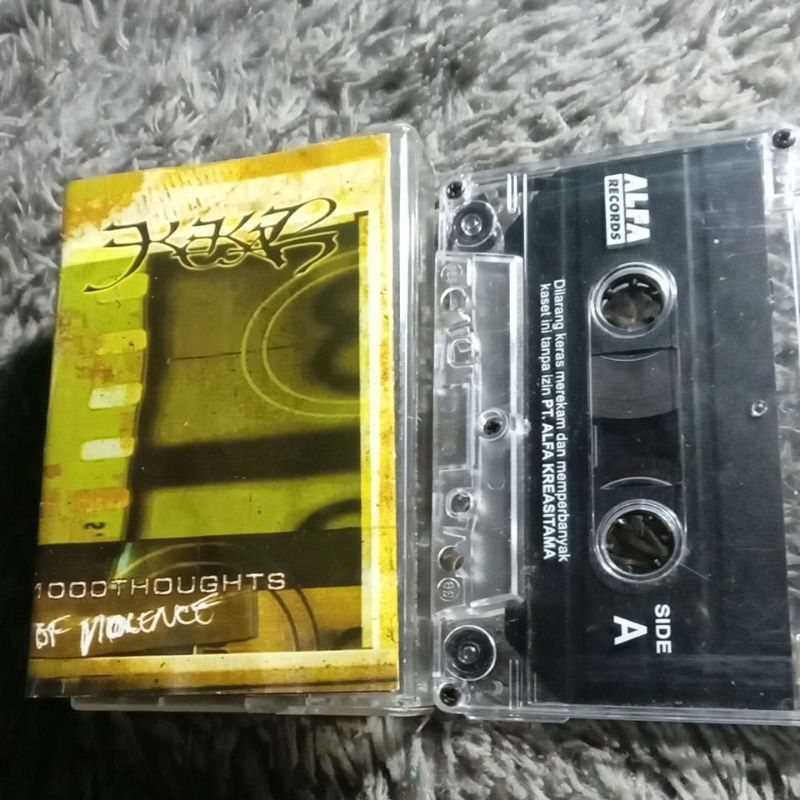 KEKAL
1000THOUGHTS
OF VIOLENCE
ALFA
RECORDS
Dilarang keras merekam dan memperbanyak
kaset ini tanpa izin PT. ALFA KREASITAMA
SIDE
A